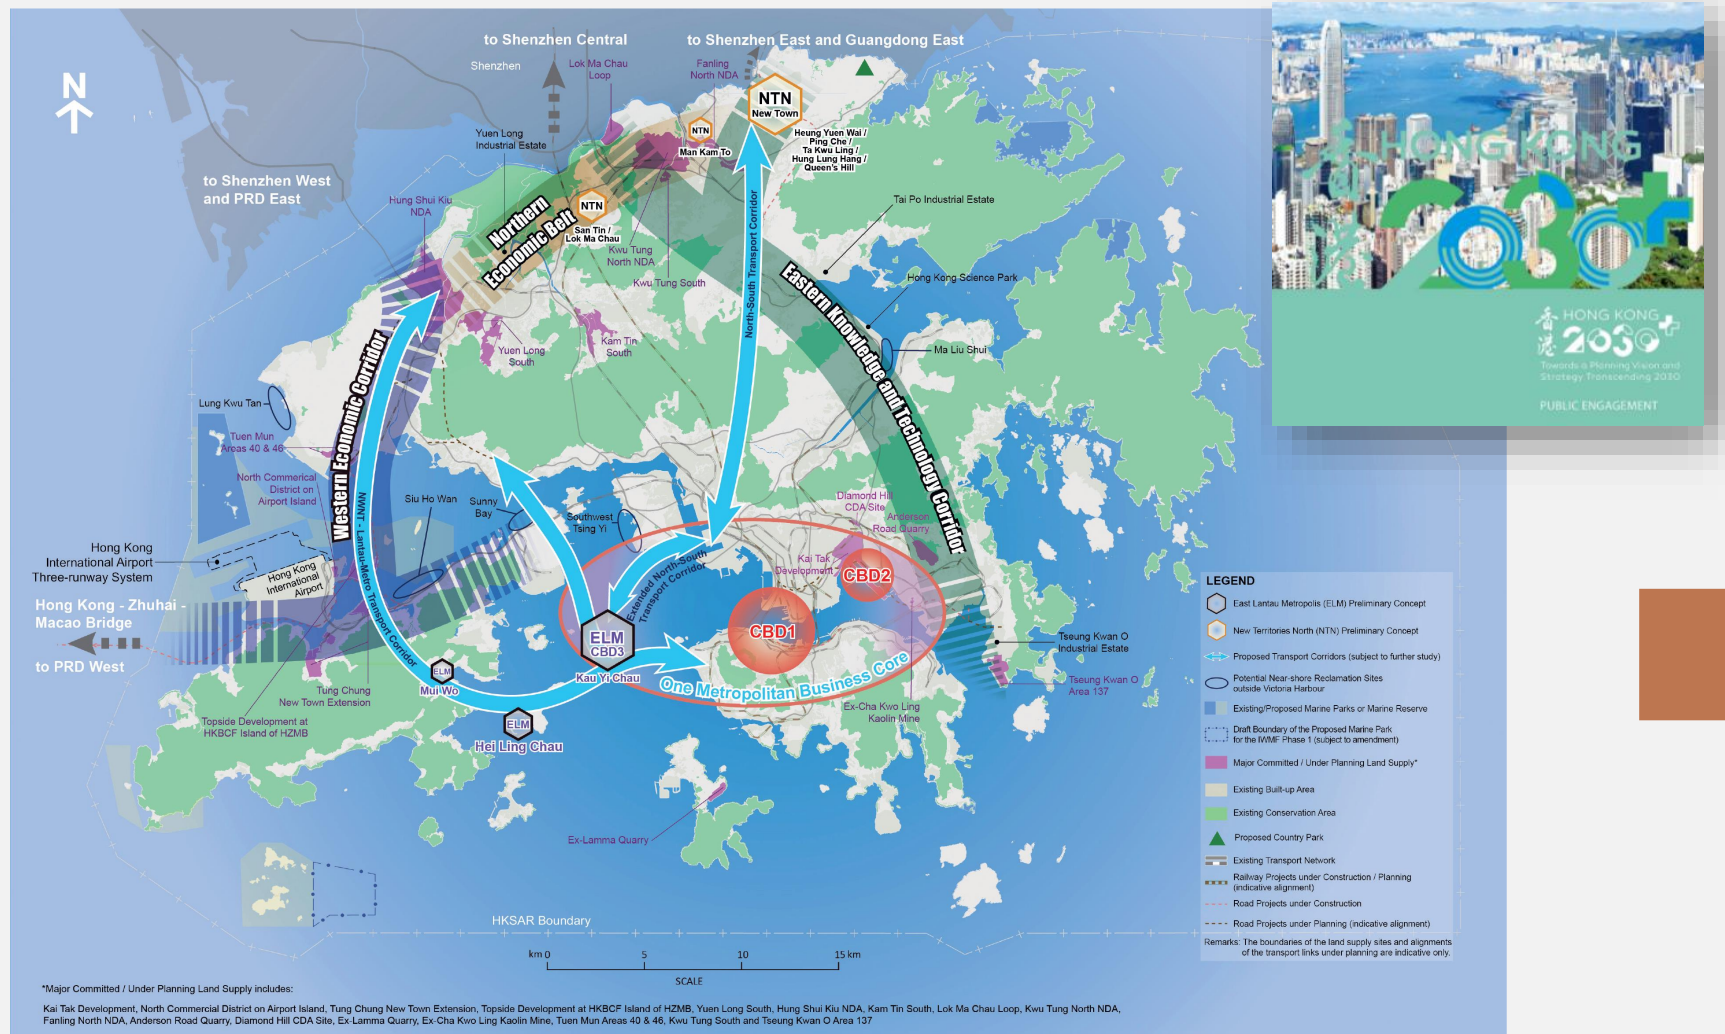 to Shenzhen Central
to Shenzhen East and Guangdong East
Shenzhen
Lok Ma Chau
Loop
Fanling
North NDA
N
NTN
New Town
Yuen Long
Industrial Estate
NTN
Man Kam To
Heung Yuen Wai /
Ping Che /
Ta Kwu Ling /
Hung Lung Hang /
Queen's Hill
to Shenzhen West
and PRD East
Hung Shui Kiu
NDA
NTN
San Tin /
Lok Ma Chau
Northern
Economic Belt
Kwu Tung
North NDA
Kwu Tung South
Tai Po Industrial Estate
Hong Kong Science Park
North-South Transport Corridor
Eastern Knowledge and Technology Corridor
Ma Liu Shui
Yuen Long
South
Kam Tin
South
Western Economic Corridor
Lung Kwu Tan
Tuen Mun
Areas 40 & 46
North Commerical
District on
Airport Island
Siu Ho Wan
Sunny
Bay
Southwest
Tsing Yi
Diamond Hill
CDA Site
Anderson
Road Quarry
NWNT - Lantau-Metro Transport Corridor
Hong Kong
International Airport
Three-runway System
Hong Kong
International
Airport
Extended North-South
Transport Corridor
Kai Tak
Development
CBD2
CBD1
Hong Kong - Zhuhai -
Macao Bridge
to PRD West
ELM
CBD3
Kau Yi Chau
ELM
Mui Wo
ELM
Hei Ling Chau
One Metropolitan Business Core
Tseung Kwan O
Industrial Estate
Tseung Kwan O
Area 137
Tung Chung
New Town Extension
Topside Development at
HKBCF Island of HZMB
Ex-Cha Kwo Ling
Kaolin Mine
Ex-Lamma Quarry
HKSAR Boundary
km 0 5 10 15 km
SCALE
LEGEND
East Lantau Metropolis (ELM) Preliminary Concept
New Territories North (NTN) Preliminary Concept
Proposed Transport Corridors (subject to further study)
Potential Near-shore Reclamation Sites
outside Victoria Harbour
Existing/Proposed Marine Parks or Marine Reserve
Draft Boundary of the Proposed Marine Park
for the IWMF Phase 1 (subject to amendment)
Major Committed / Under Planning Land Supply*
Existing Built-up Area
Existing Conservation Area
Proposed Country Park
Existing Transport Network
Railway Projects under Construction / Planning
(indicative alignment)
Road Projects under Construction
Road Projects under Planning (indicative alignment)
Remarks: The boundaries of the land supply sites and alignments
of the transport links under planning are indicative only.
*Major Committed / Under Planning Land Supply includes:
Kai Tak Development, North Commercial District on Airport Island, Tung Chung New Town Extension, Topside Development at HKBCF Island of HZMB, Yuen Long South, Hung Shui Kiu NDA, Kam Tin South, Lok Ma Chau Loop, Kwu Tung North NDA,
Fanling North NDA, Anderson Road Quarry, Diamond Hill CDA Site, Ex-Lamma Quarry, Ex-Cha Kwo Ling Kaolin Mine, Tuen Mun Areas 40 & 46, Kwu Tung South and Tseung Kwan O Area 137
香港
HONG KONG
2030+
香港
HONG KONG
2030+
Towards a Planning Vision and
Strategy Transcending 2030
PUBLIC ENGAGEMENT